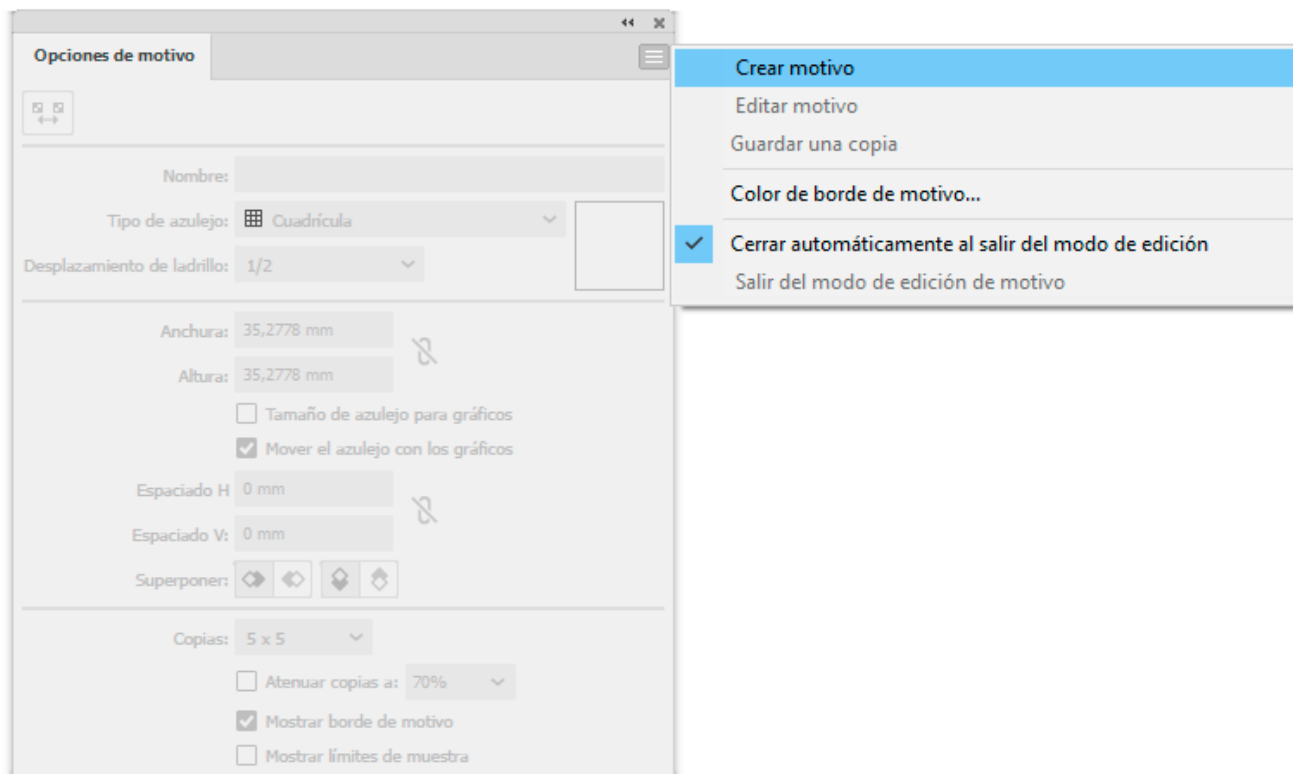 Opciones de motivo
Crear motivo
Editar motivo
Guardar una copia
Color de borde de motivo...
Cerrar automáticamente al salir del modo de edición
Salir del modo de edición de motivo
Nombre:
Tipo de azulejo: Cuadrícula
Desplazamiento de ladrillo: 1/2
Anchura: 35,2778 mm
Altura: 35,2778 mm
Tamaño de azulejo para gráficos
Mover el azulejo con los gráficos
Espaciado H 0 mm
Espaciado V: 0 mm
Superponer:
Copias: 5 x 5
Atenuar copias a: 70%
Mostrar borde de motivo
Mostrar límites de muestra